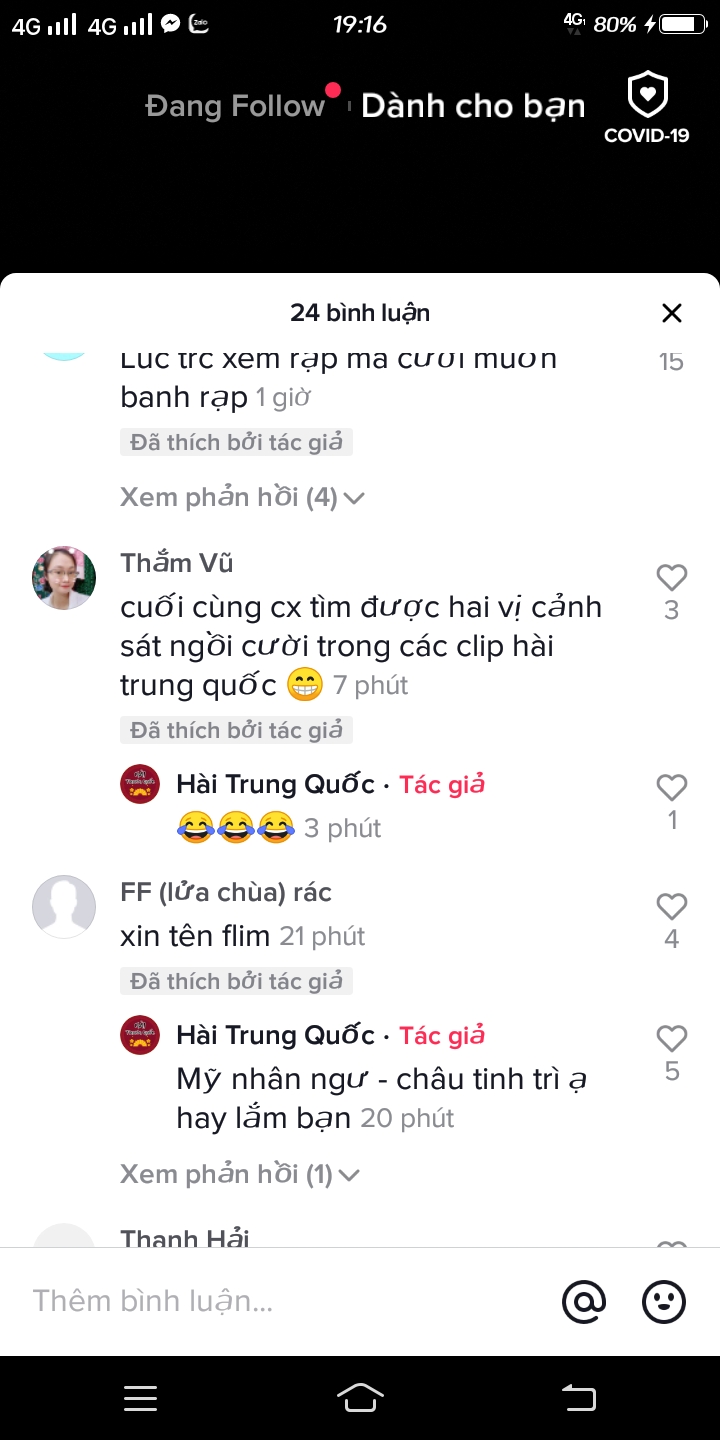 4G 4G 19:16 4G 80%
Đang Follow Dành cho bạn
COVID-19
24 bình luận
Lúc trc xem rạp mà cười muốn 15
banh rạp 1 giờ
Đã thích bởi tác giả
Xem phản hồi (4)
Thắm Vũ
cuối cùng cx tìm được hai vị cảnh 3
sát ngồi cười trong các clip hài
trung quốc 😁 7 phút
Đã thích bởi tác giả
Hài Trung Quốc · Tác giả
😂😂😂 3 phút 1
FF (lửa chùa) rác
xin tên flim 21 phút 4
Đã thích bởi tác giả
Hài Trung Quốc · Tác giả
Mỹ nhân ngư - châu tinh trì ạ 5
hay lắm bạn 20 phút
Xem phản hồi (1)
Thanh Hải
Thêm bình luận...